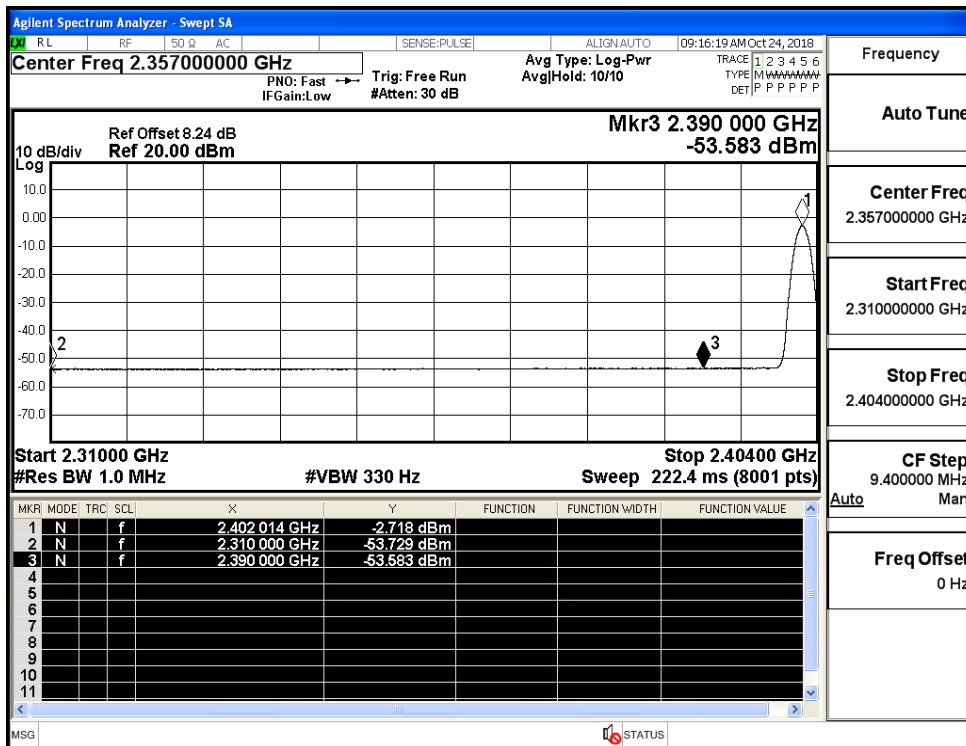 Agilent Spectrum Analyzer - Swept SA
LXI RL RF 50 Ω AC SENSE:PULSE ALIGN AUTO 09:16:19 AM Oct 24, 2018
Center Freq 2.357000000 GHz
PNO: Fast
IFGain:Low
Trig: Free Run
#Atten: 30 dB
Avg Type: Log-Pwr
Avg|Hold: 10/10
TRACE 1 2 3 4 5 6
TYPE M W W W W W
DET P P P P P P
Ref Offset 8.24 dB
Ref 20.00 dBm
10 dB/div
Log
Mkr3 2.390 000 GHz
-53.583 dBm
10.0
0.00
-10.0
-20.0
-30.0
-40.0
-50.0
-60.0
-70.0
1
2
3
Start 2.31000 GHz Stop 2.40400 GHz
#Res BW 1.0 MHz #VBW 330 Hz Sweep 222.4 ms (8001 pts)
MKR MODE TRC SCL X Y FUNCTION FUNCTION WIDTH FUNCTION VALUE
1 N f 2.402 014 GHz -2.718 dBm
2 N f 2.310 000 GHz -53.729 dBm
3 N f 2.390 000 GHz -53.583 dBm
4
5
6
7
8
9
10
11
MSG STATUS
Frequency
Auto Tune
Center Freq
2.357000000 GHz
Start Freq
2.310000000 GHz
Stop Freq
2.404000000 GHz
CF Step
9.400000 MHz
Auto Man
Freq Offset
0 Hz